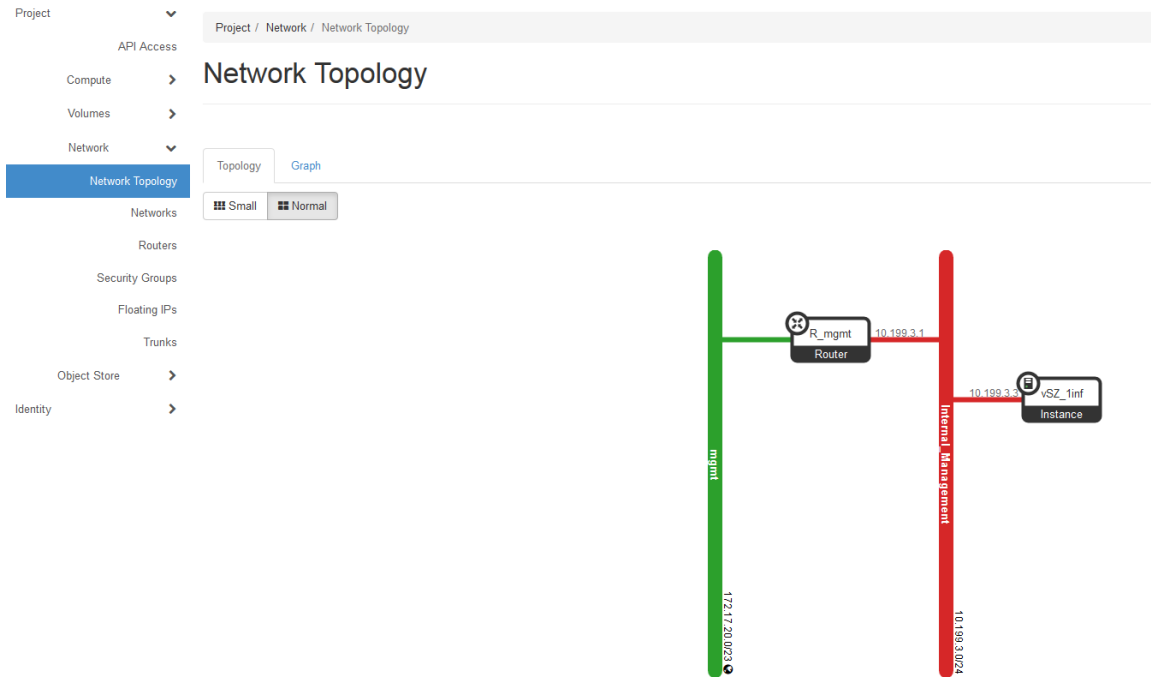 Project
API Access
Compute
Volumes
Network
Network Topology
Networks
Routers
Security Groups
Floating IPs
Trunks
Object Store
Identity
Project / Network / Network Topology
Network Topology
Topology Graph
Small Normal
mgmt
172.17.20.0/23
R_mgmt
Router
10.199.3.1
Internal_Management
10.199.3.0/24
10.199.3.3
vSZ_1inf
Instance